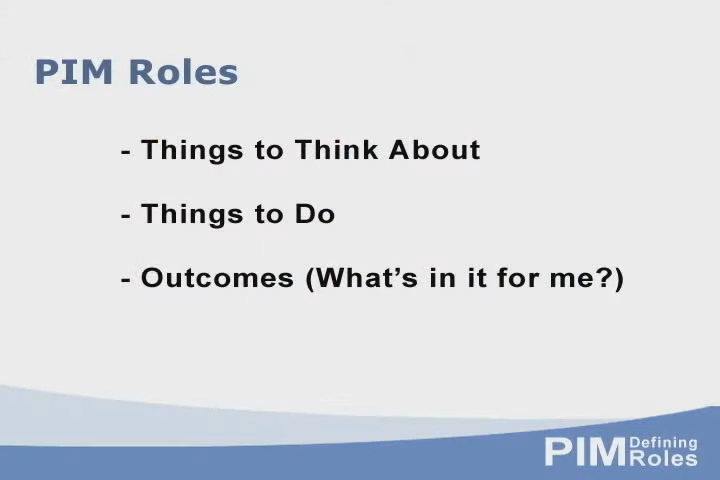 PIM Roles
- Things to Think About
- Things to Do
- Outcomes (What’s in it for me?)
PIM Defining Roles